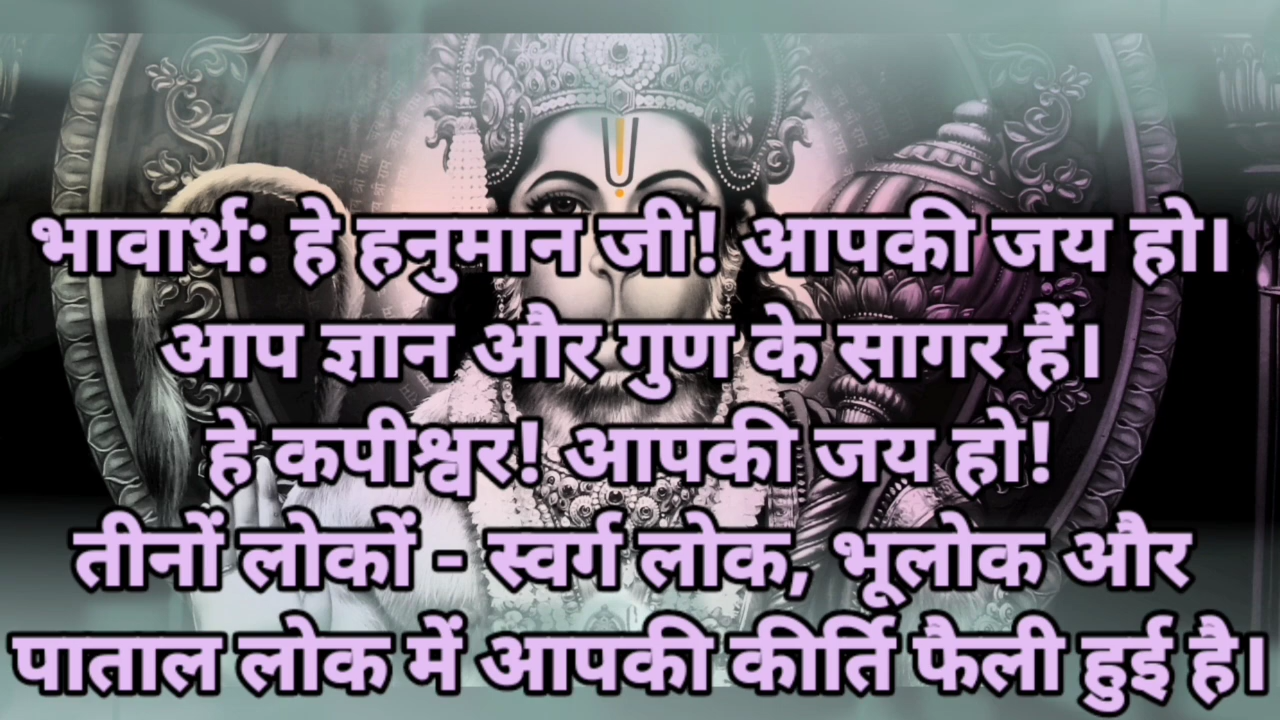 भावार्थ: हे हनुमान जी! आपकी जय हो।
आप ज्ञान और गुण के सागर हैं।
हे कपीश्वर! आपकी जय हो!
तीनों लोकों - स्वर्ग लोक, भूलोक और
पाताल लोक में आपकी कीर्ति फैली हुई है।